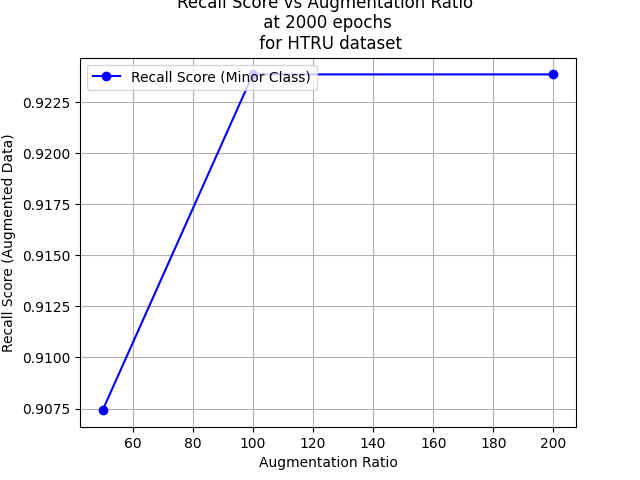 Recall Score vs Augmentation Ratio
at 2000 epochs
for HTRU dataset
Recall Score (Minor Class)
Recall Score (Augmented Data)
0.9225
0.9200
0.9175
0.9150
0.9125
0.9100
0.9075
60 80 100 120 140 160 180 200
Augmentation Ratio